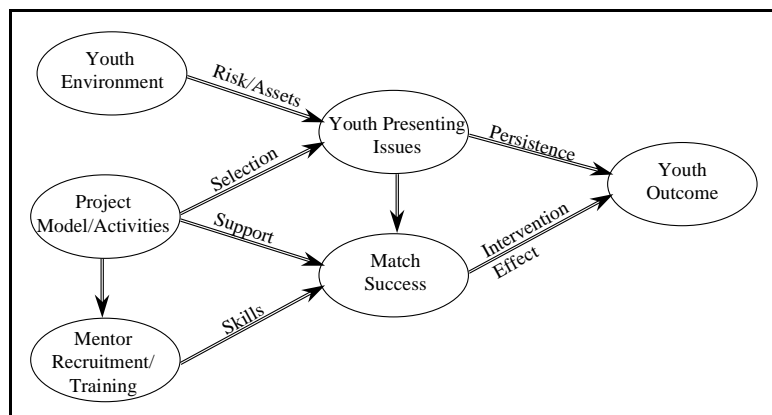 Youth
Environment
Risk/Assets
Youth Presenting
Issues
Persistence
Youth
Outcome
Selection
Project
Model/Activities
Support
Match
Success
Intervention
Effect
Skills
Mentor
Recruitment/
Training